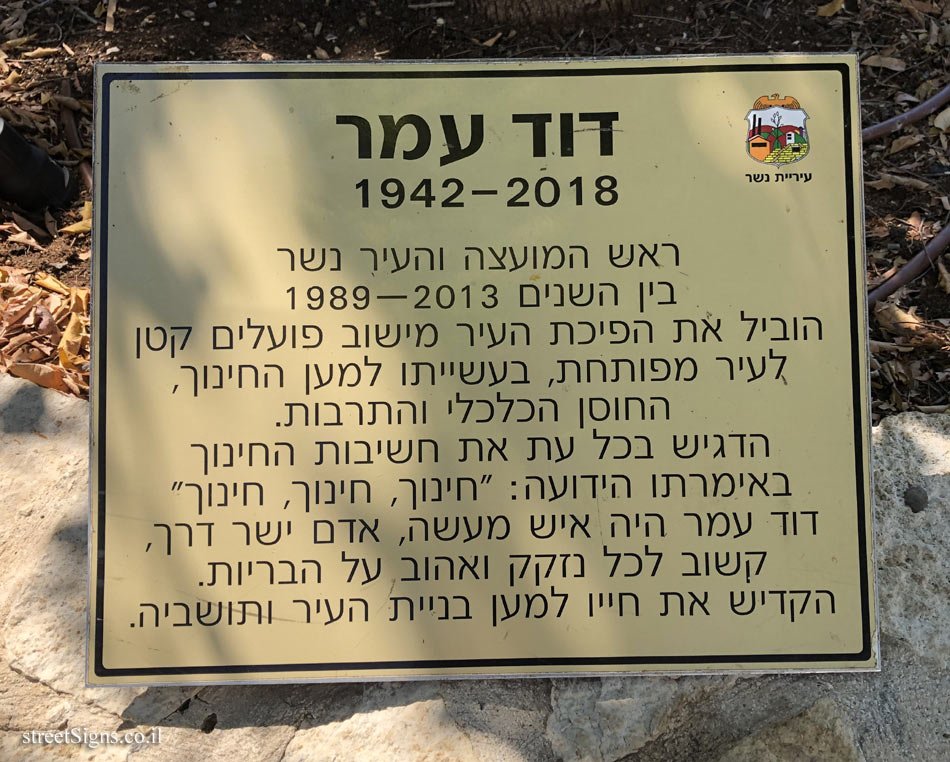 דוד עמר
1942-2018
עיריית נשר
ראש המועצה והעיר נשר
בין השנים 1989-2013
הוביל את הפיכת העיר מישוב פועלים קטן
לעיר מפותחת, בעשייתו למען החינוך,
החוסן הכלכלי והתרבות.
הדגיש בכל עת את חשיבות החינוך
באימרתו הידועה: "חינוך, חינוך, חינוך"
דוד עמר היה איש מעשה, אדם ישר דרך,
קשוב לכל נזקק ואהוב על הבריות.
הקדיש את חייו למען בניית העיר ותושביה.
streetSigns.co.il